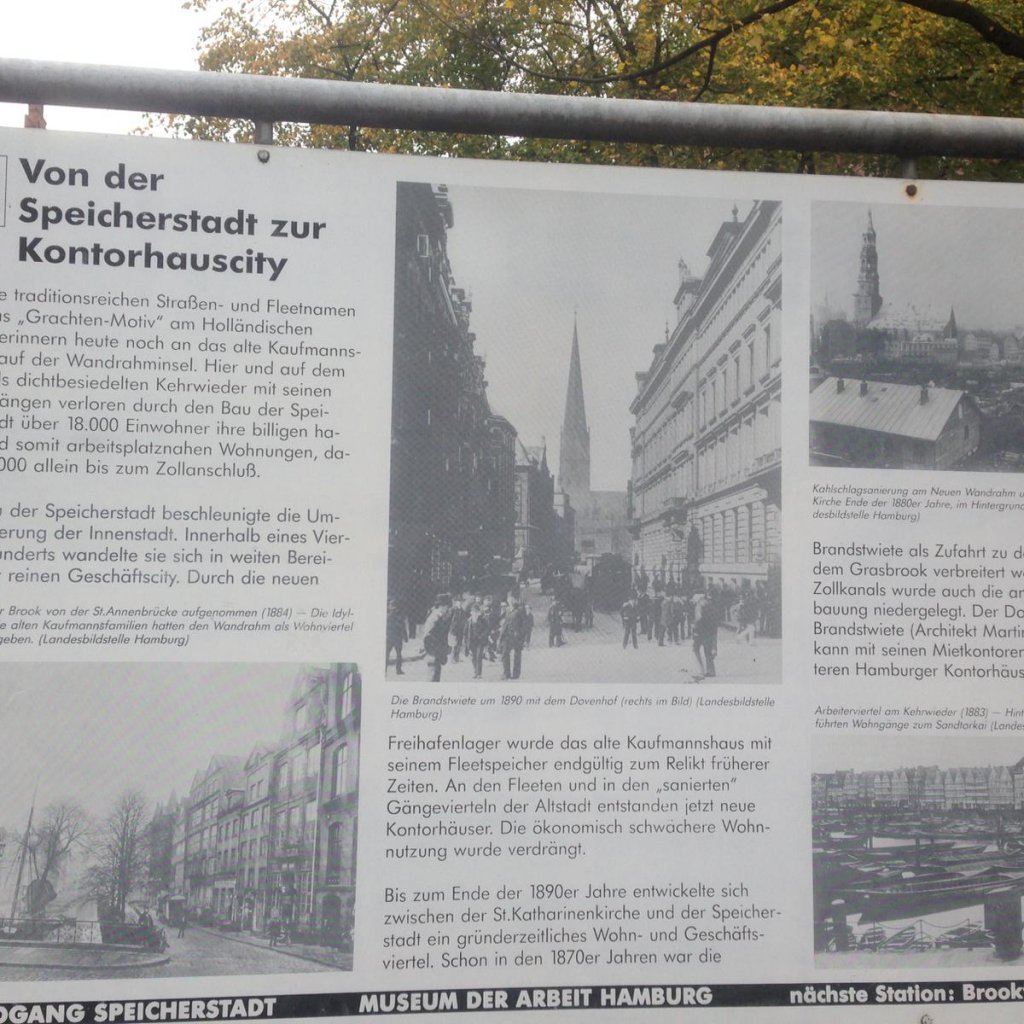 Von der
Speicherstadt zur
Kontorhauscity
traditionsreichen Straßen- und Fleetnamen
„Grachten-Motiv“ am Holländischen
erinnern heute noch an das alte Kaufmanns-
auf der Wandrahminsel. Hier und auf dem
dichtbesiedelten Kehrwieder mit seinen
verloren durch den Bau der Spei-
über 18.000 Einwohner ihre billigen ha-
somit arbeitsplatznahen Wohnungen, da-
000 allein bis zum Zollanschluß.
der Speicherstadt beschleunigte die Um-
der Innenstadt. Innerhalb eines Vier-
wandelte sie sich in weiten Berei-
reinen Geschäftscity. Durch die neuen
Brook von der St.Annenbrücke aufgenommen (1884) – Die Idyl-
alten Kaufmannsfamilien hatten den Wandrahm als Wohnviertel
geben. (Landesbildstelle Hamburg)
Die Brandstwiete um 1890 mit dem Dovenhof (rechts im Bild) (Landesbildstelle
Hamburg)
Freihafenlager wurde das alte Kaufmannshaus mit
seinem Fleetspeicher endgültig zum Relikt früherer
Zeiten. An den Fleeten und in den „sanierten“
Gängevierteln der Altstadt entstanden jetzt neue
Kontorhäuser. Die ökonomisch schwächere Wohn-
nutzung wurde verdrängt.
Bis zum Ende der 1890er Jahre entwickelte sich
zwischen der St.Katharinenkirche und der Speicher-
stadt ein gründerzeitliches Wohn- und Geschäfts-
viertel. Schon in den 1870er Jahren war die
Kahlschlagsanierung am Neuen Wandrahm
Kirche Ende der 1880er Jahre, im Hintergrund
desbildstelle Hamburg)
Brandstwiete als Zufahrt zu
dem Grasbrook verbreitert
Zollkanals wurde auch die
bauung niedergelegt. Der
Brandstwiete (Architekt Martin
kann mit seinen Mietkontoren
teren Hamburger Kontorhäus
Arbeiterviertel am Kehrwieder (1883) –
führten Wohngänge zum Sandtorkai
GANG SPEICHERSTADT
MUSEUM DER ARBEIT HAMBURG
nächste Station: Brook